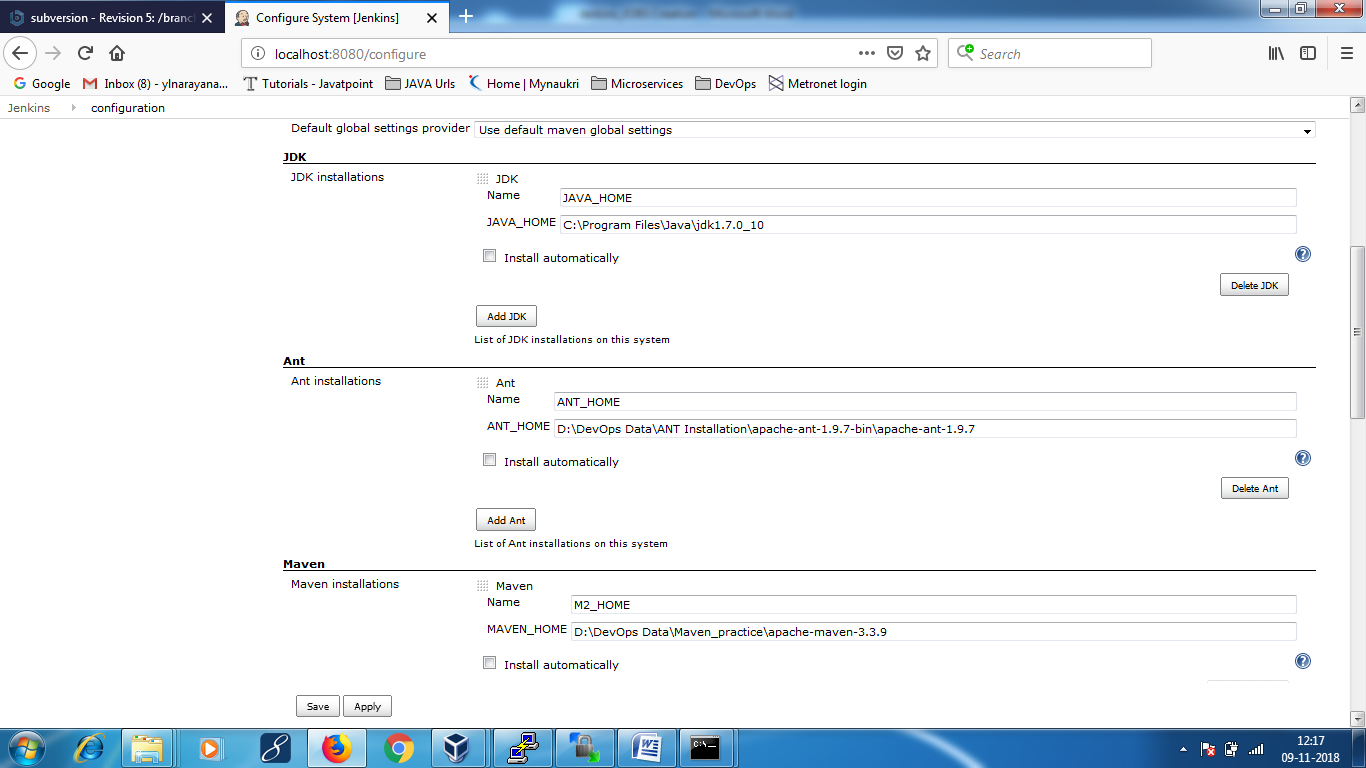 subversion - Revision 5: /branc
Configure System [Jenkins]
localhost:8080/configure
Search
Google
Inbox (8) - ylnarayana...
Tutorials - Javatpoint
JAVA Urls
Home | Mynaukri
Microservices
DevOps
Metronet login
Jenkins
configuration
Default global settings provider
Use default maven global settings
JDK
JDK installations
JDK
Name
JAVA_HOME
JAVA_HOME
C:\Program Files\Java\jdk1.7.0_10
Install automatically
Delete JDK
Add JDK
List of JDK installations on this system
Ant
Ant installations
Ant
Name
ANT_HOME
ANT_HOME
D:\DevOps Data\ANT Installation\apache-ant-1.9.7-bin\apache-ant-1.9.7
Install automatically
Delete Ant
Add Ant
List of Ant installations on this system
Maven
Maven installations
Maven
Name
M2_HOME
MAVEN_HOME
D:\DevOps Data\Maven_practice\apache-maven-3.3.9
Install automatically
Save
Apply
12:17
09-11-2018